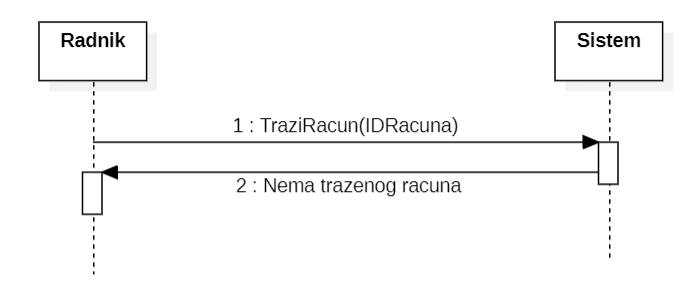 Radnik
Sistem
1 : TraziRacun(IDRacuna)
2 : Nema trazenog racuna